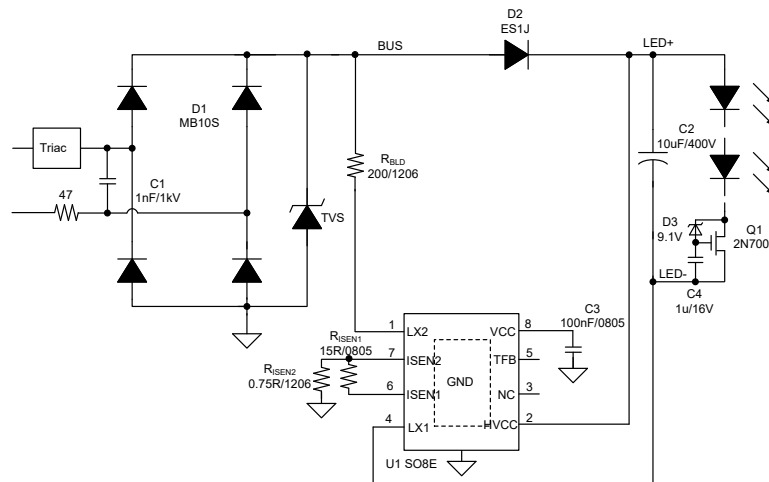 D2
ES1J
BUS
LED+
D1
MB10S
Triac
C2
10uF/400V
RBLD
200/1206
C1
1nF/1kV
47
TVS
D3
9.1V
Q1
2N700
LED-
C4
1u/16V
C3
100nF/0805
1
LX2
VCC
8
RISEN1
15R/0805
7
ISEN2
TFB
5
RISEN2
0.75R/1206
GND
6
ISEN1
NC
3
4
LX1
HVCC
2
U1 SO8E